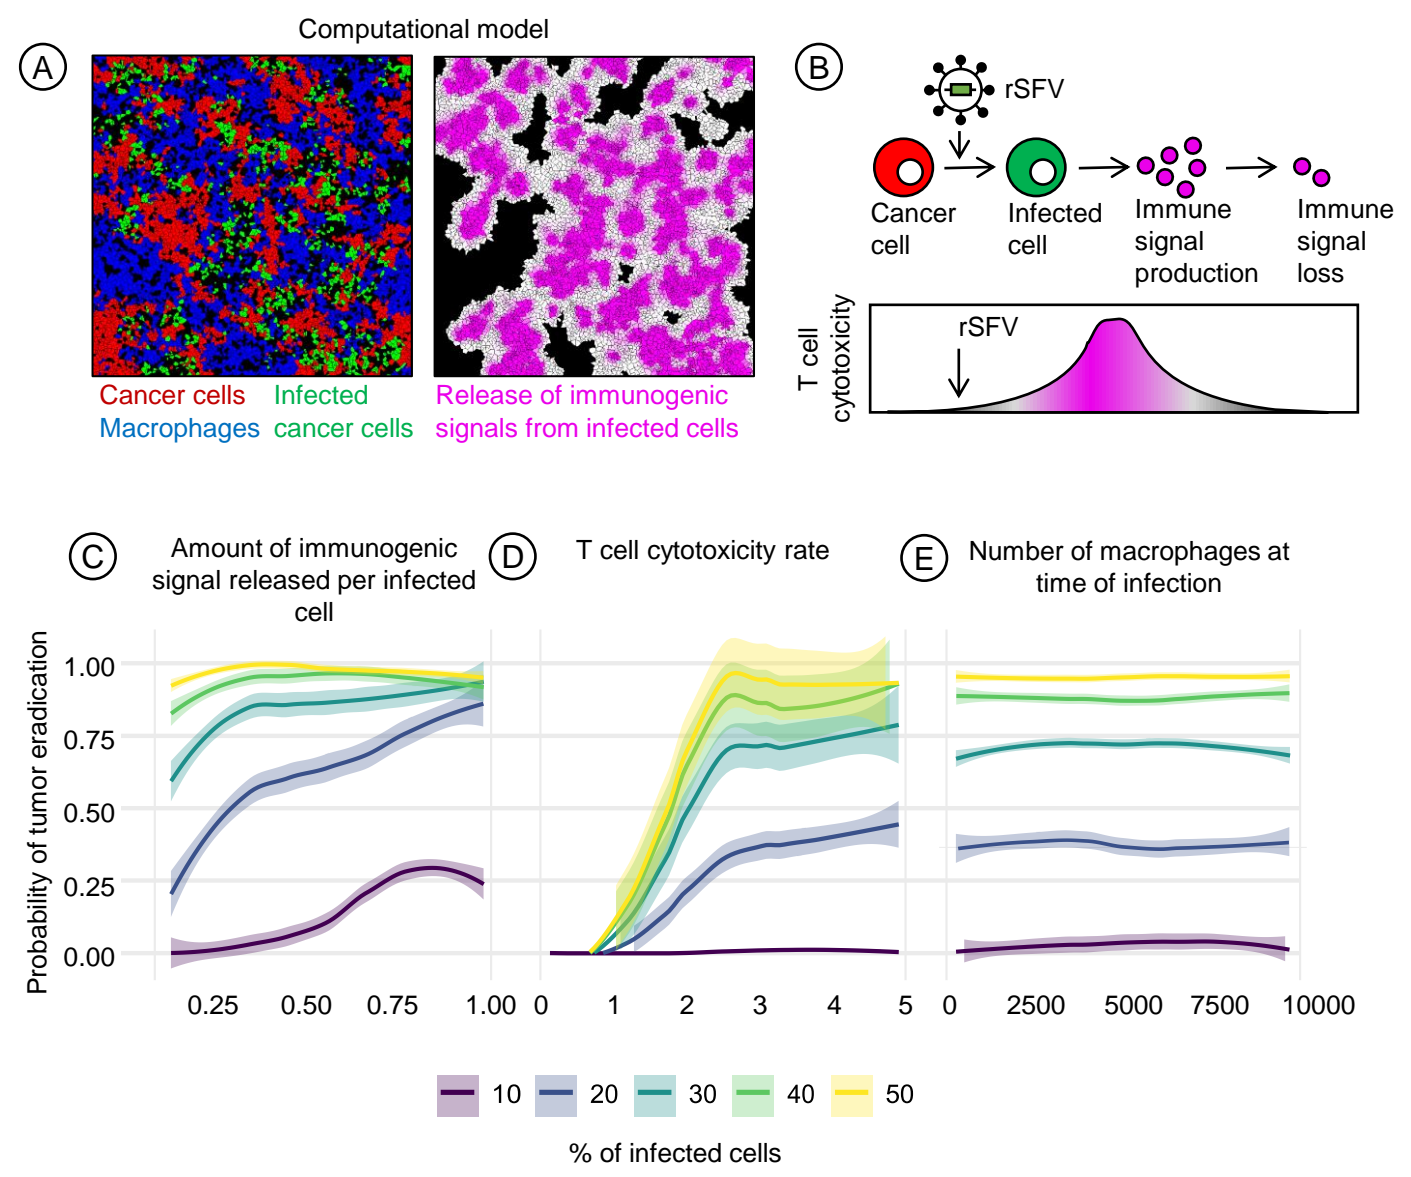 Computational model
A
Cancer cells
Infected
Macrophages
cancer cells
Release of immunogenic
signals from infected cells
B
rSFV
Cancer
cell
Infected
cell
Immune
signal
production
Immune
signal
loss
T cell
cytotoxicity
rSFV
C
Amount of immunogenic
signal released per infected
cell
D
T cell cytotoxicity rate
E
Number of macrophages at
time of infection
Probability of tumor eradication
1.00
0.75
0.50
0.25
0.00
0.25 0.50 0.75 1.00
0 1 2 3 4 5
0 2500 5000 7500 10000
10 20 30 40 50
% of infected cells